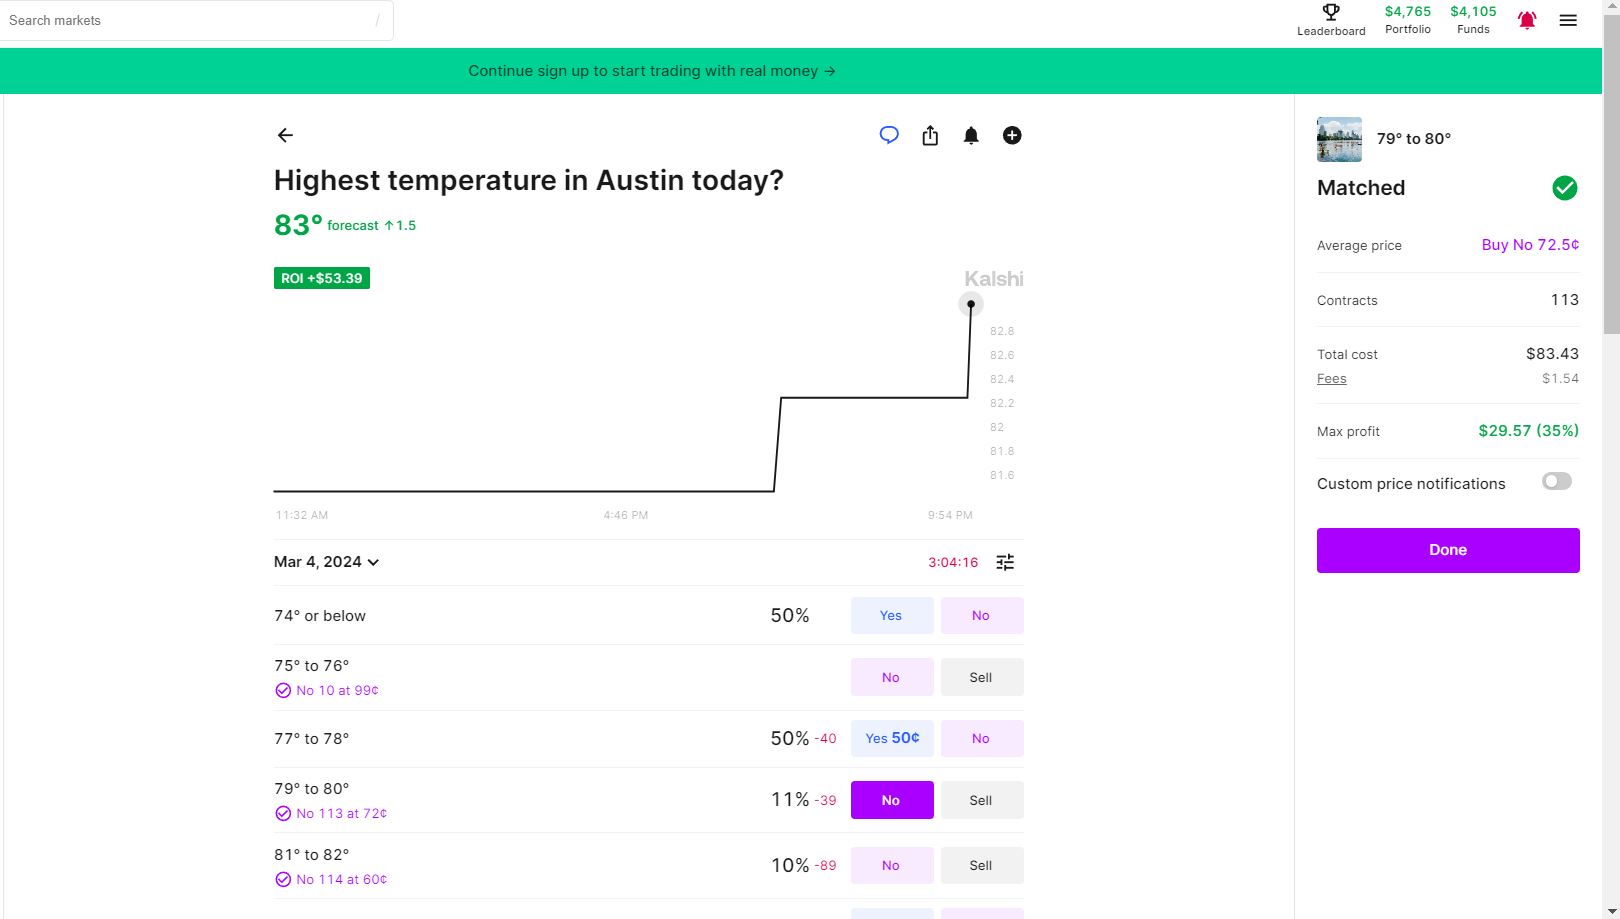 Search markets /
Leaderboard
$4,765
Portfolio
$4,105
Funds
Continue sign up to start trading with real money →
Highest temperature in Austin today?
83° forecast ↑1.5
ROI +$53.39
Kalshi
82.8
82.6
82.4
82.2
82
81.8
81.6
11:32 AM 4:46 PM 9:54 PM
Mar 4, 2024 3:04:16
74° or below 50% Yes No
75° to 76° No Sell
No 10 at 99¢
77° to 78° 50% -40 Yes 50¢ No
79° to 80° 11% -39 No Sell
No 113 at 72¢
81° to 82° 10% -89 No Sell
No 114 at 60¢
79° to 80°
Matched
Average price Buy No 72.5¢
Contracts 113
Total cost $83.43
Fees $1.54
Max profit $29.57 (35%)
Custom price notifications
Done